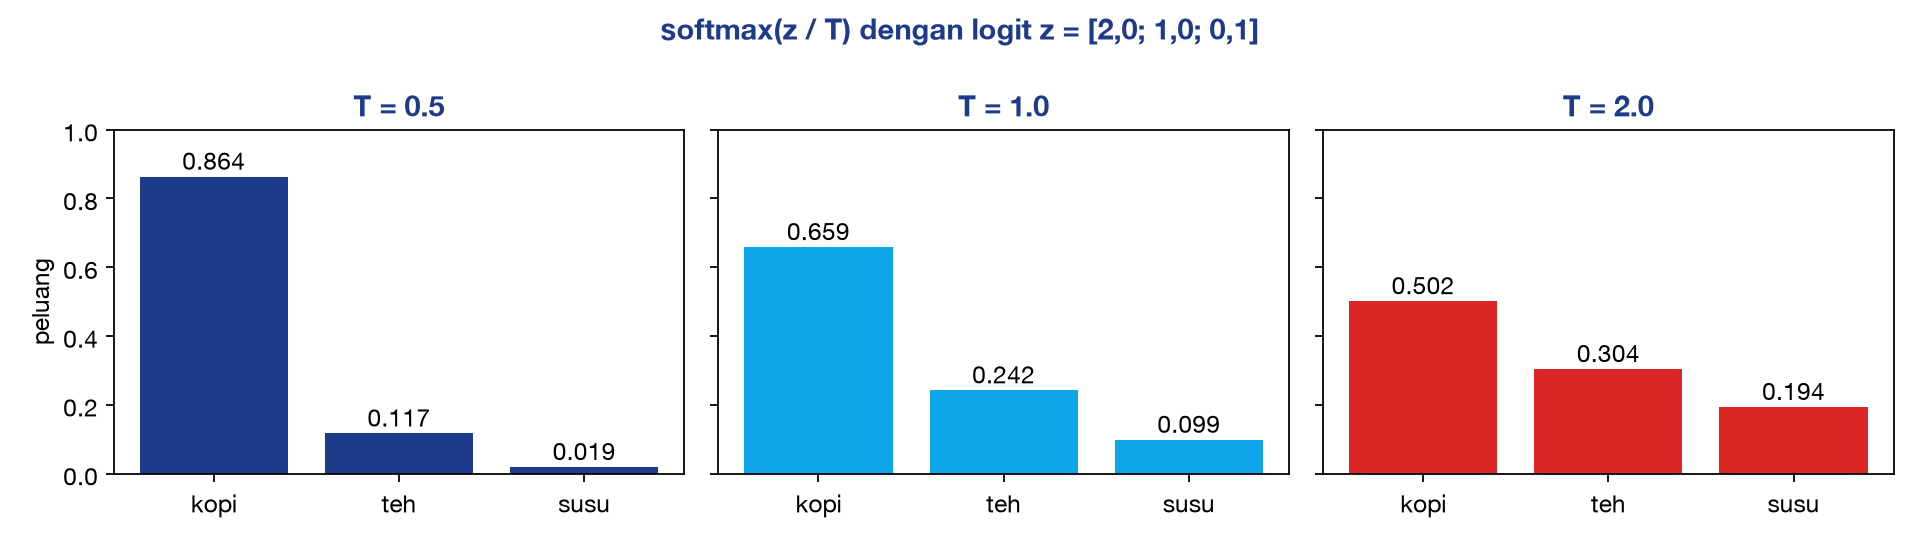 softmax(z / T) dengan logit z = [2,0; 1,0; 0,1]
T = 0.5
peluang
1.0
0.8
0.6
0.4
0.2
0.0
0.864
0.117
0.019
kopi teh susu
T = 1.0
0.659
0.242
0.099
kopi teh susu
T = 2.0
0.502
0.304
0.194
kopi teh susu